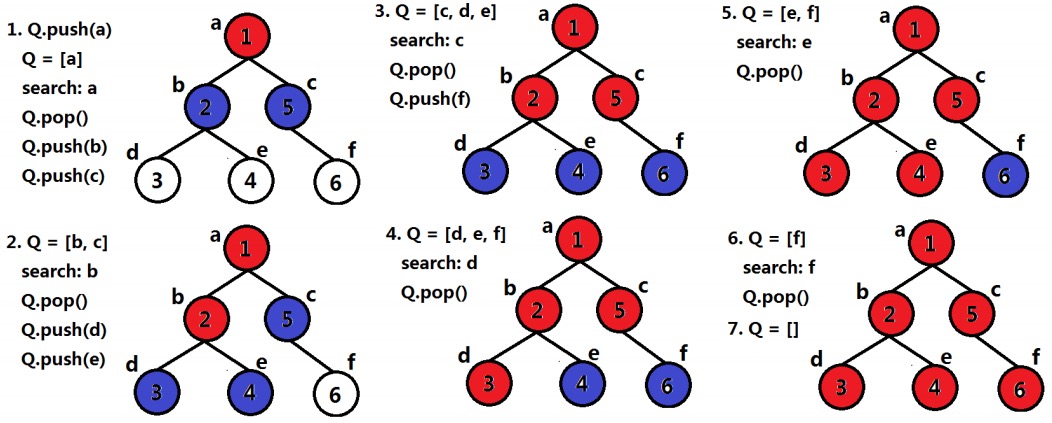 1. Q.push(a)
Q = [a]
search: a
Q.pop()
Q.push(b)
Q.push(c)
a
1
b
c
2
5
d
e
f
3
4
6
2. Q = [b, c]
search: b
Q.pop()
Q.push(d)
Q.push(e)
a
1
b
c
2
5
d
e
f
3
4
6
3. Q = [c, d, e]
search: c
Q.pop()
Q.push(f)
a
1
b
c
2
5
d
e
f
3
4
6
4. Q = [d, e, f]
search: d
Q.pop()
a
1
b
c
2
5
d
e
f
3
4
6
5. Q = [e, f]
search: e
Q.pop()
a
1
b
c
2
5
d
e
f
3
4
6
6. Q = [f]
search: f
Q.pop()
7. Q = []
a
1
b
c
2
5
d
e
f
3
4
6